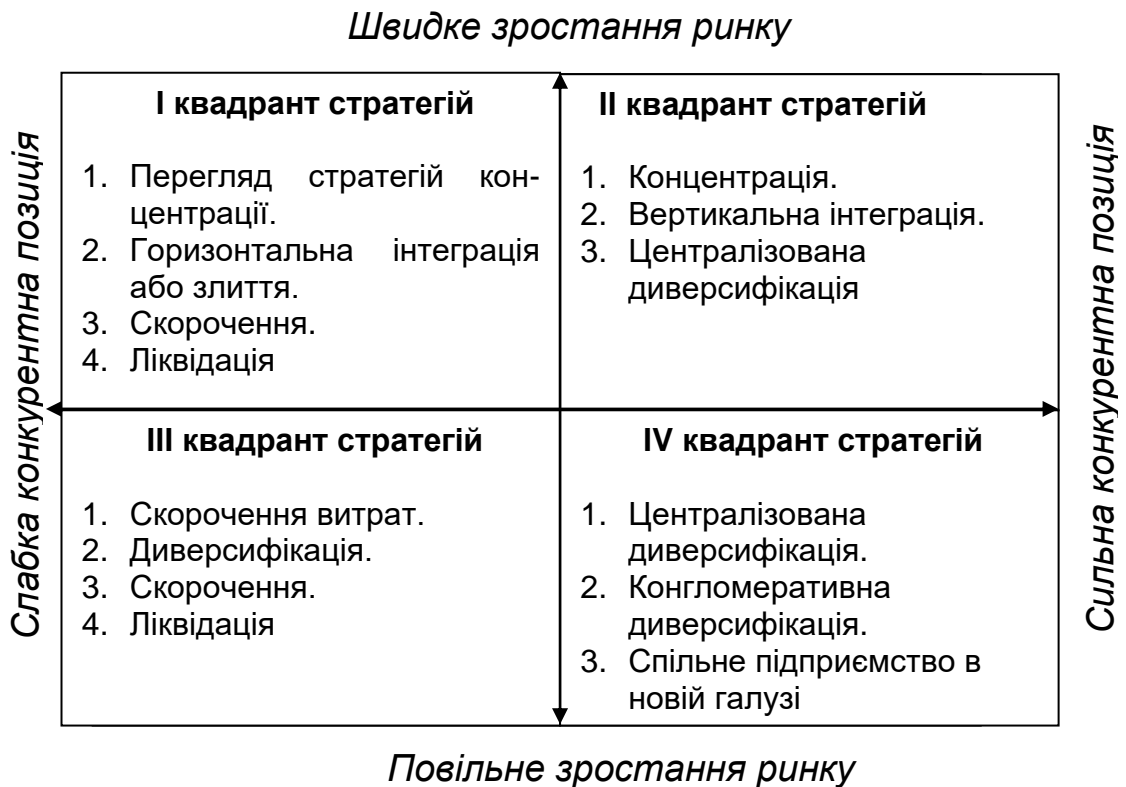 Швидке зростання ринку
Слабка конкурентна позиція
І квадрант стратегій
1. Перегляд стратегій кон-
центрації.
2. Горизонтальна інтеграція
або злиття.
3. Скорочення.
4. Ліквідація
ІІ квадрант стратегій
1. Концентрація.
2. Вертикальна інтеграція.
3. Централізована
диверсифікація
Сильна конкурентна позиція
ІІІ квадрант стратегій
1. Скорочення витрат.
2. Диверсифікація.
3. Скорочення.
4. Ліквідація
IV квадрант стратегій
1. Централізована
диверсифікація.
2. Конгломеративна
диверсифікація.
3. Спільне підприємство в
новій галузі
Повільне зростання ринку